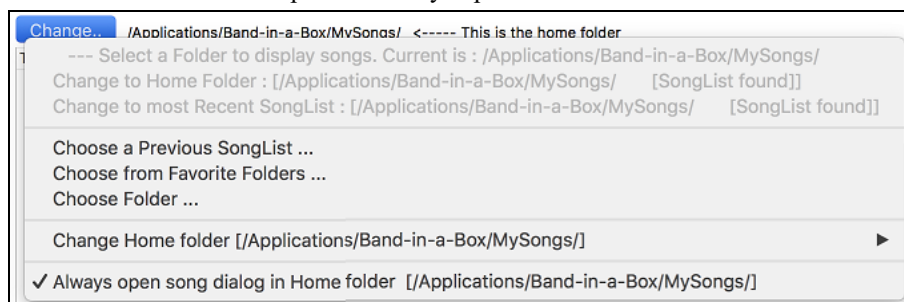 Change.. /Applications/Band-in-a-Box/MySongs/ <----- This is the home folder
--- Select a Folder to display songs. Current is : /Applications/Band-in-a-Box/MySongs/
Change to Home Folder : [/Applications/Band-in-a-Box/MySongs/ [SongList found]]
Change to most Recent SongList : [/Applications/Band-in-a-Box/MySongs/ [SongList found]]
Choose a Previous SongList ...
Choose from Favorite Folders ...
Choose Folder ...
Change Home folder [/Applications/Band-in-a-Box/MySongs/]
Always open song dialog in Home folder [/Applications/Band-in-a-Box/MySongs/]